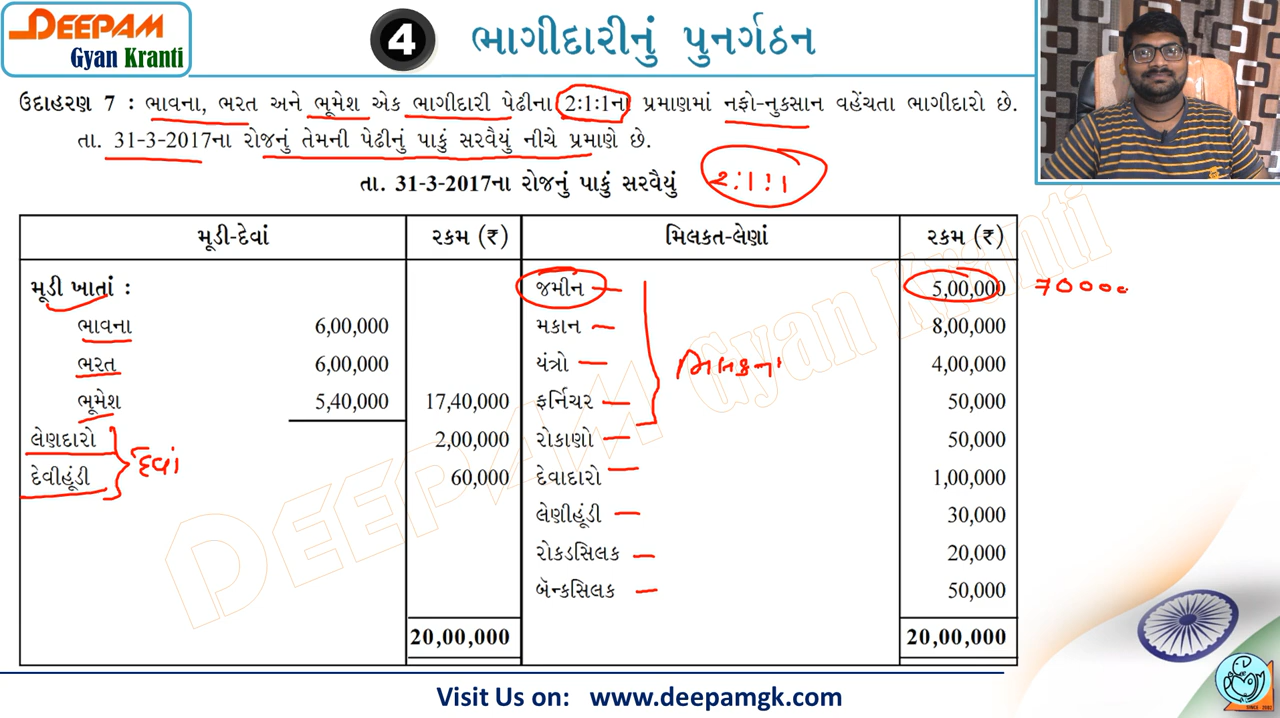 DEEPAM
Gyan Kranti
4 ભાગીદારીનું પુનર્ગઠન
ઉદાહરણ 7 : ભાવના, ભરત અને ભૂમેશ એક ભાગીદારી પેઢીના 2:1:1ના પ્રમાણમાં નફો-નુકસાન વહેંચતા ભાગીદારો છે.
તા. 31-3-2017ના રોજનું તેમની પેઢીનું પાકું સરવૈયું નીચે પ્રમાણે છે.
તા. 31-3-2017ના રોજનું પાકું સરવૈયું 2:1:1
મૂડી-દેવાં રકમ (₹) મિલકત-લેણાં રકમ (₹)
મૂડી ખાતાં : જમીન 5,00,000 70000
ભાવના 6,00,000 મકાન 8,00,000
ભરત 6,00,000 યંત્રો 4,00,000
મિલકતો
ભૂમેશ 5,40,000 17,40,000 ફર્નિચર 50,000
લેણદારો 2,00,000 રોકાણો 50,000
દેવાં
દેવીહૂંડી 60,000 દેવાદારો 1,00,000
લેણીહૂંડી 30,000
રોકડસિલક 20,000
બૅન્કસિલક 50,000
20,00,000 20,00,000
DEEPAM Gyan Kranti
Visit Us on: www.deepamgk.com
SINCE 2002